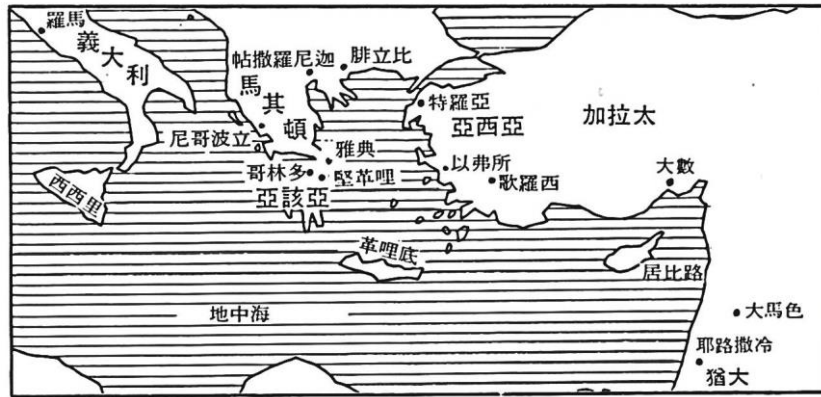 羅馬
義大利
帖撒羅尼迦
腓立比
馬其頓
特羅亞
亞西亞
加拉太
尼哥波立
雅典
哥林多
堅革哩
亞該亞
以弗所
歌羅西
大數
西西里
革哩底
居比路
地中海
大馬色
耶路撒冷
猶大